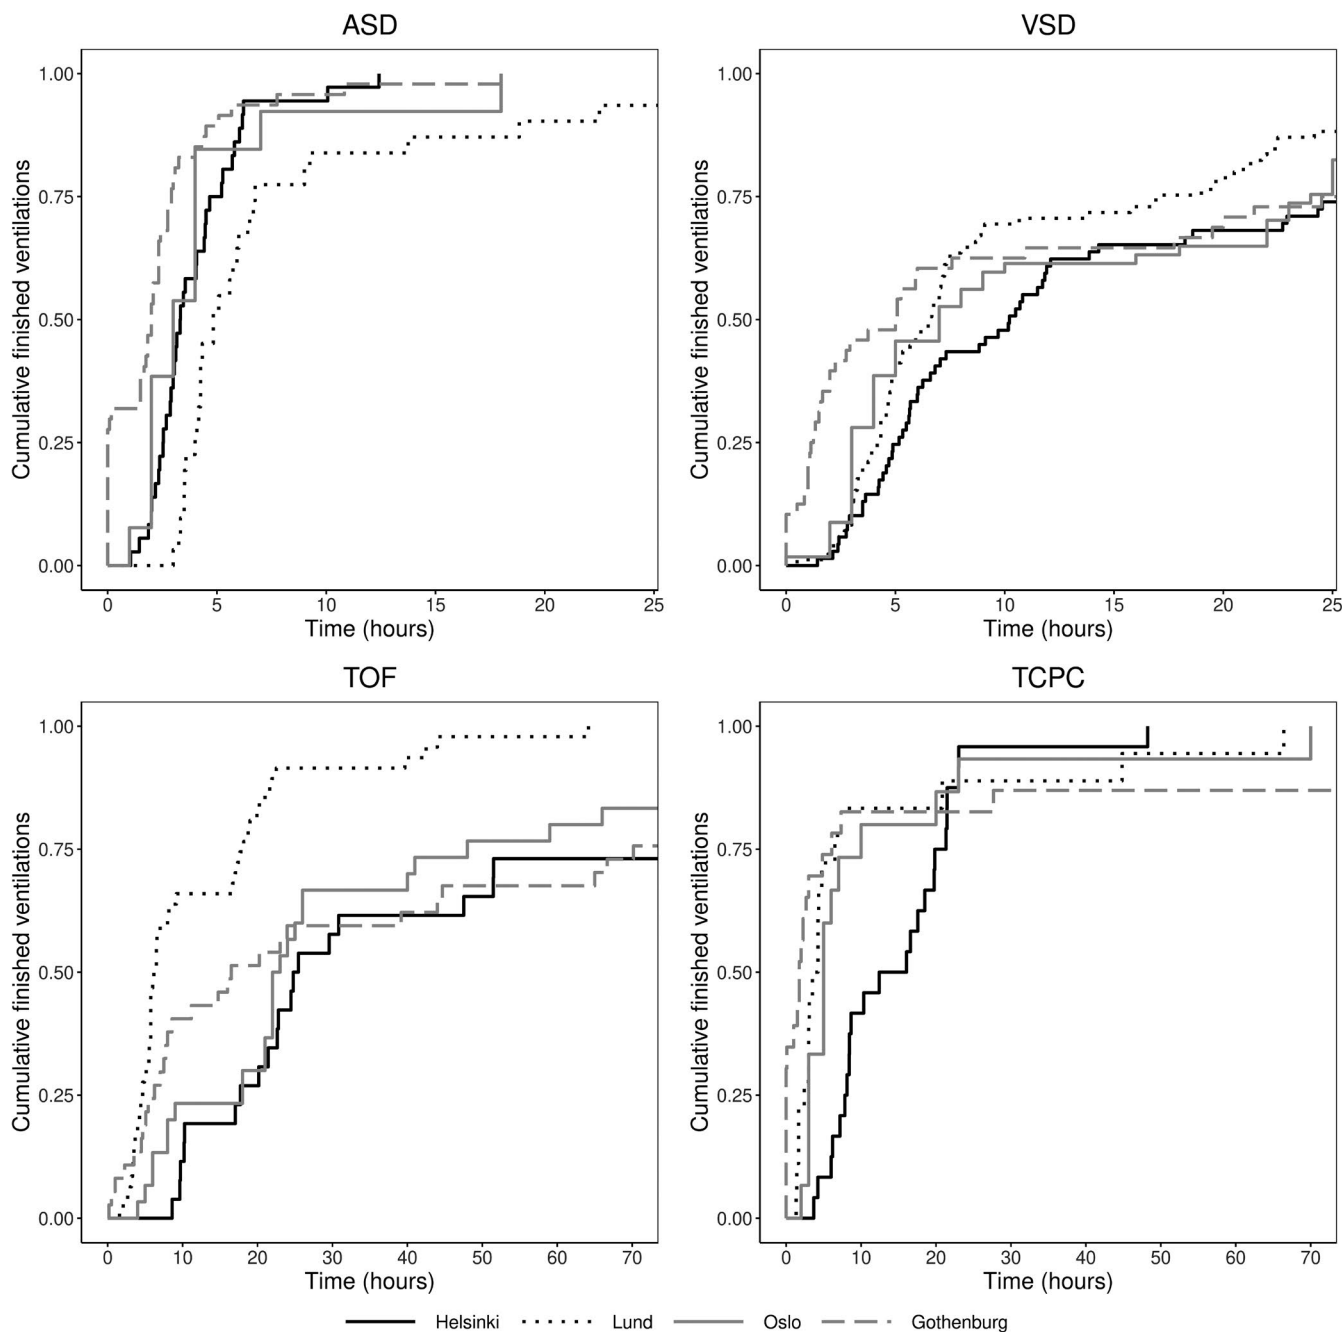 ASD
VSD
Cumulative finished ventilations
1.00
0.75
0.50
0.25
0.00
0 5 10 15 20 25
Time (hours)
Cumulative finished ventilations
1.00
0.75
0.50
0.25
0.00
0 5 10 15 20 25
Time (hours)
TOF
TCPC
Cumulative finished ventilations
1.00
0.75
0.50
0.25
0.00
0 10 20 30 40 50 60 70
Time (hours)
Cumulative finished ventilations
1.00
0.75
0.50
0.25
0.00
0 10 20 30 40 50 60 70
Time (hours)
Helsinki Lund Oslo Gothenburg